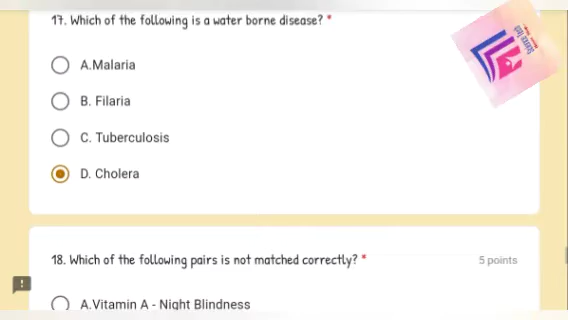 17. Which of the following is a water borne disease? *
A.Malaria
B. Filaria
C. Tuberculosis
D. Cholera
18. Which of the following pairs is not matched correctly? *
5 points
A.Vitamin A - Night Blindness